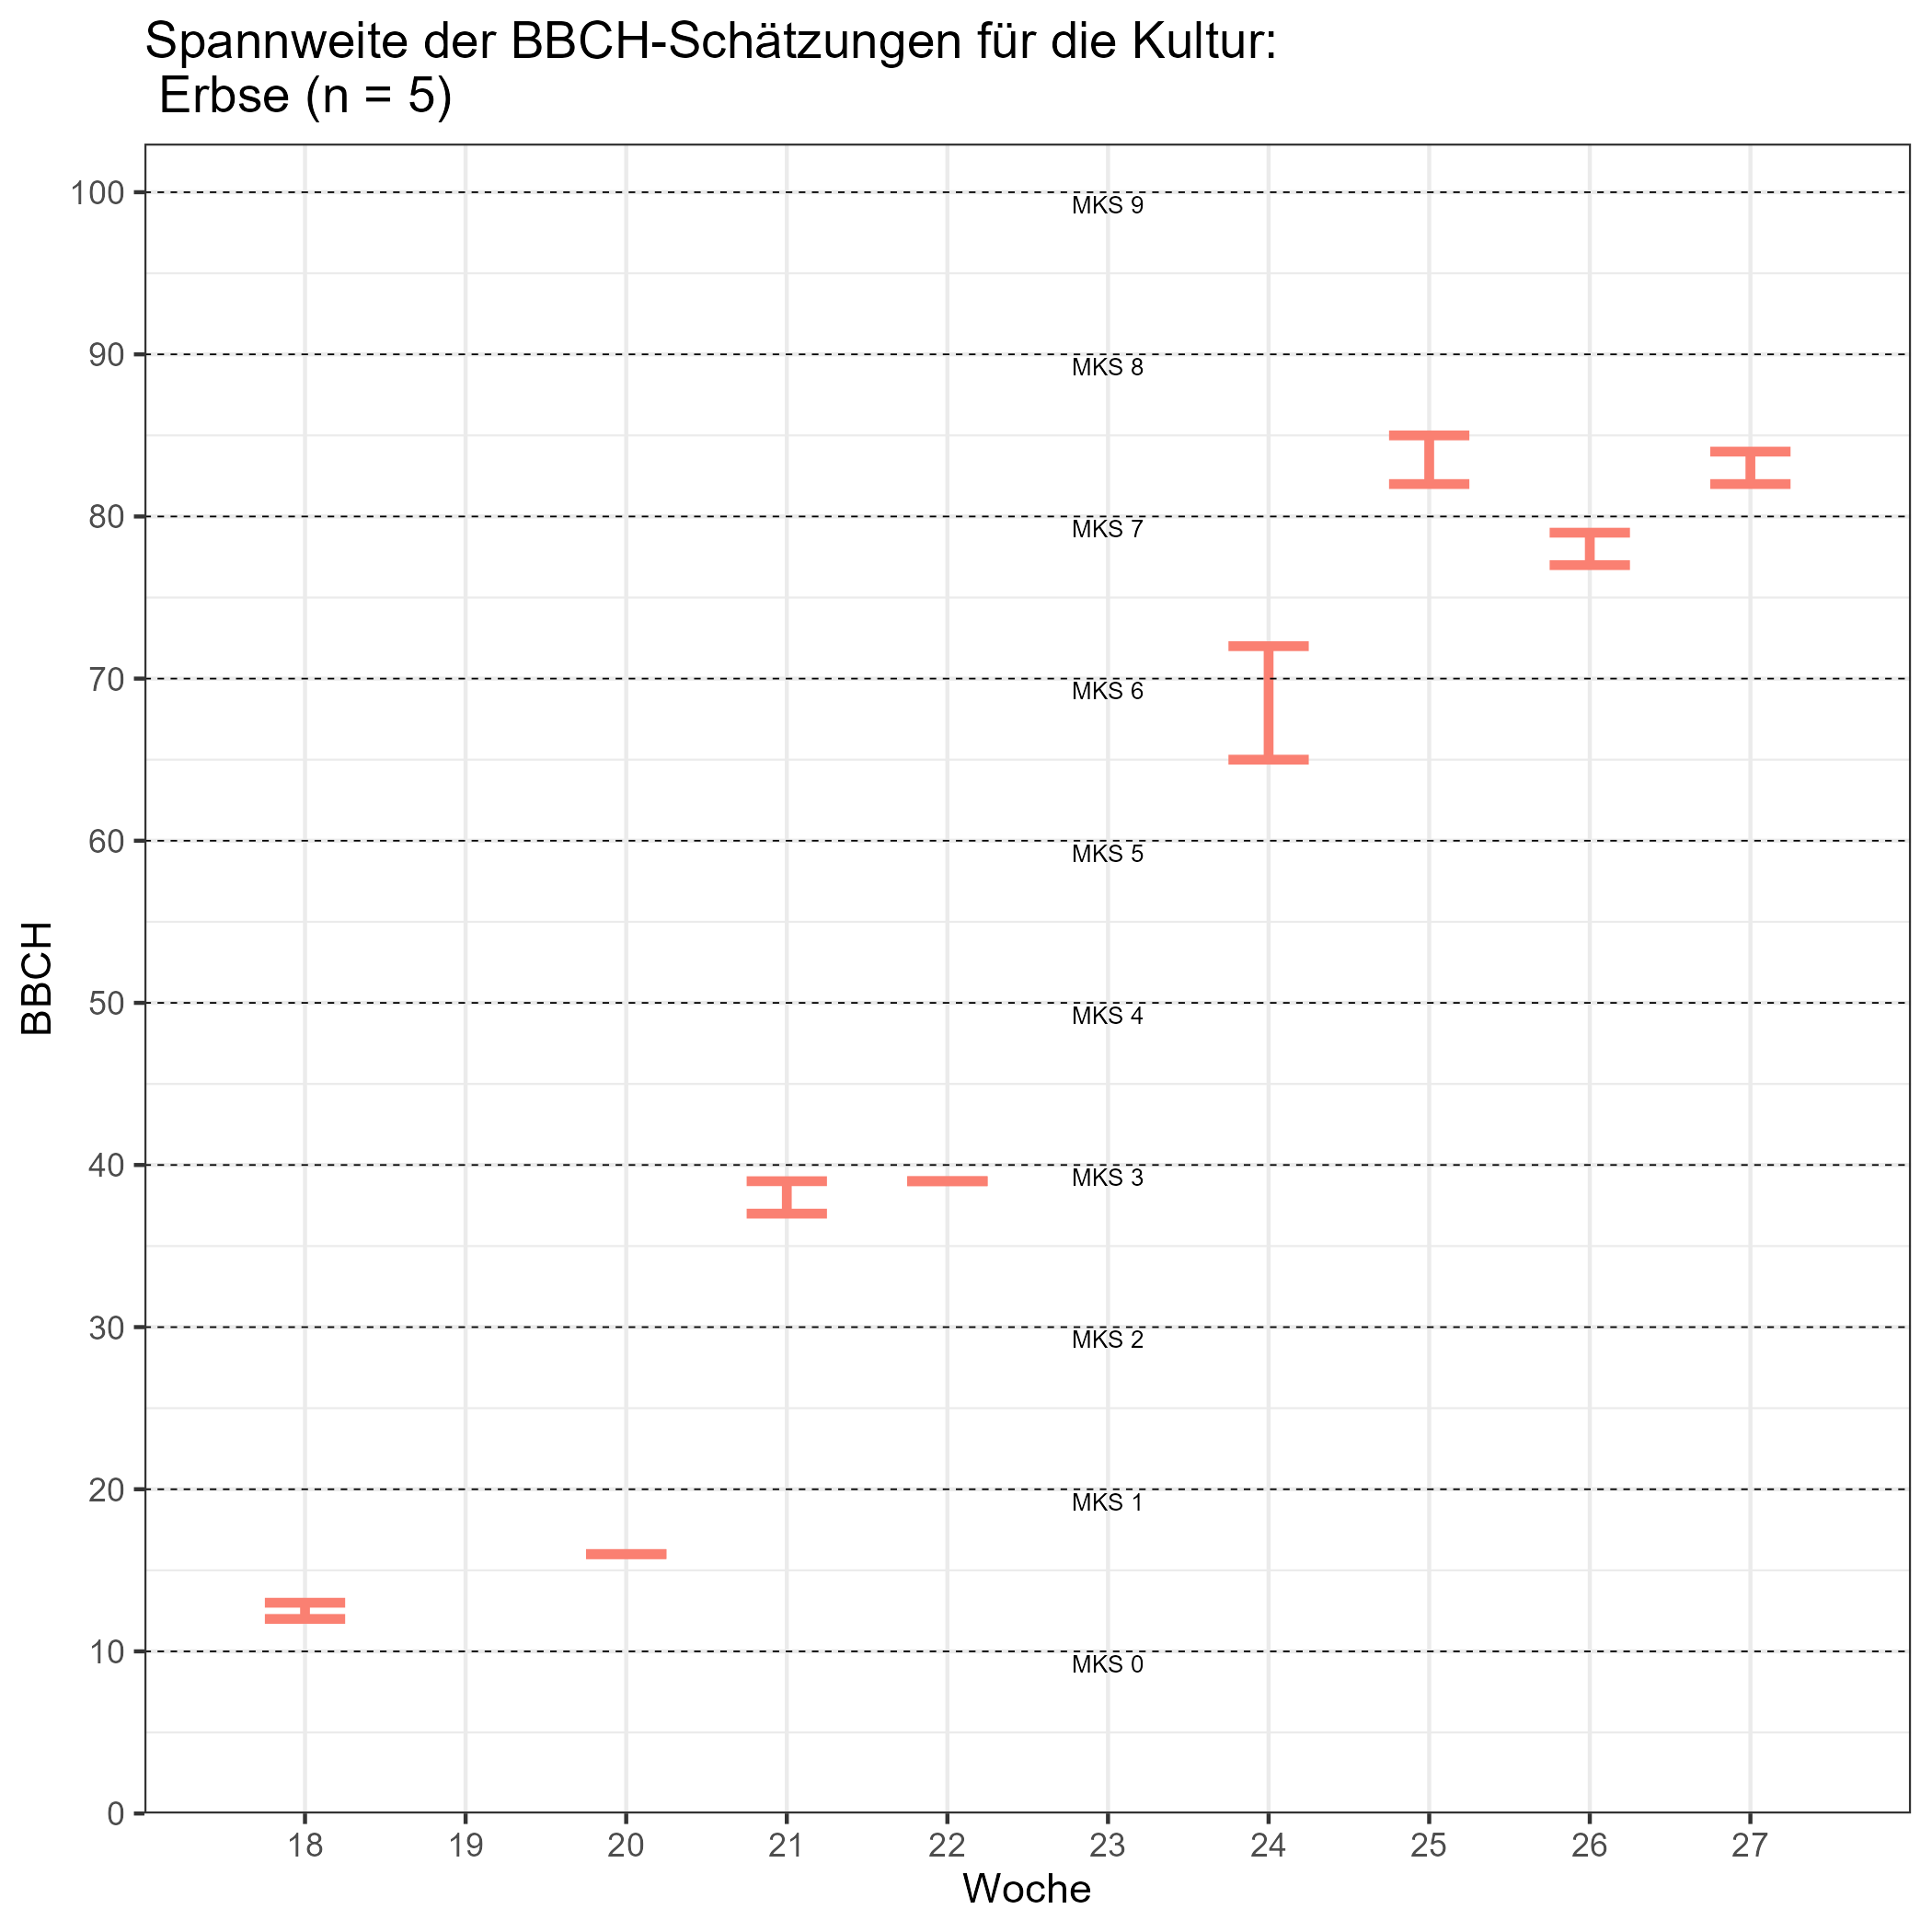 Spannweite der BBCH-Schätzungen für die Kultur:
Erbse (n = 5)
100
MKS 9
90
MKS 8
80
MKS 7
70
MKS 6
60
MKS 5
BBCH
50
MKS 4
40
MKS 3
30
MKS 2
20
MKS 1
10
MKS 0
0
18 19 20 21 22 23 24 25 26 27
Woche